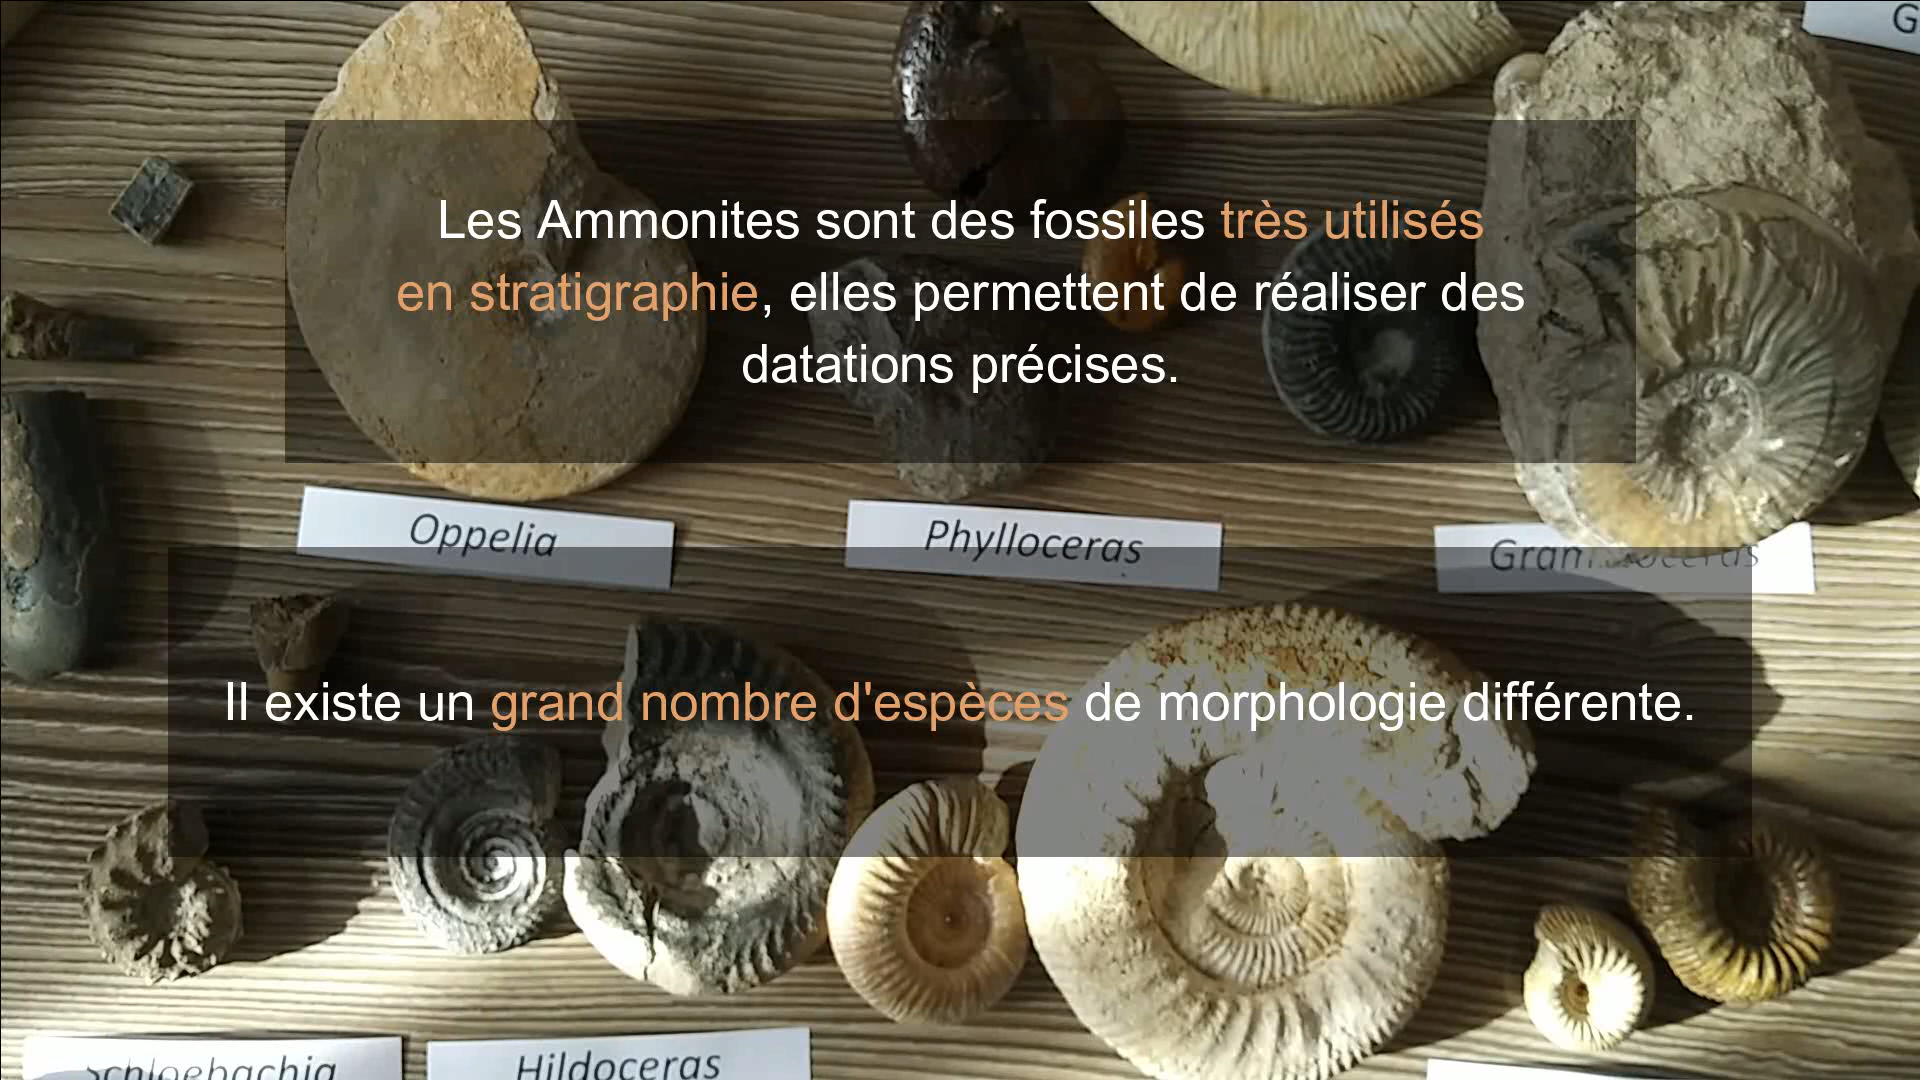 G
Les Ammonites sont des fossiles très utilisés
en stratigraphie, elles permettent de réaliser des
datations précises.
Oppelia
Phylloceras
Il existe un grand nombre d'espèces de morphologie différente.
Schloebachia
Hildoceras